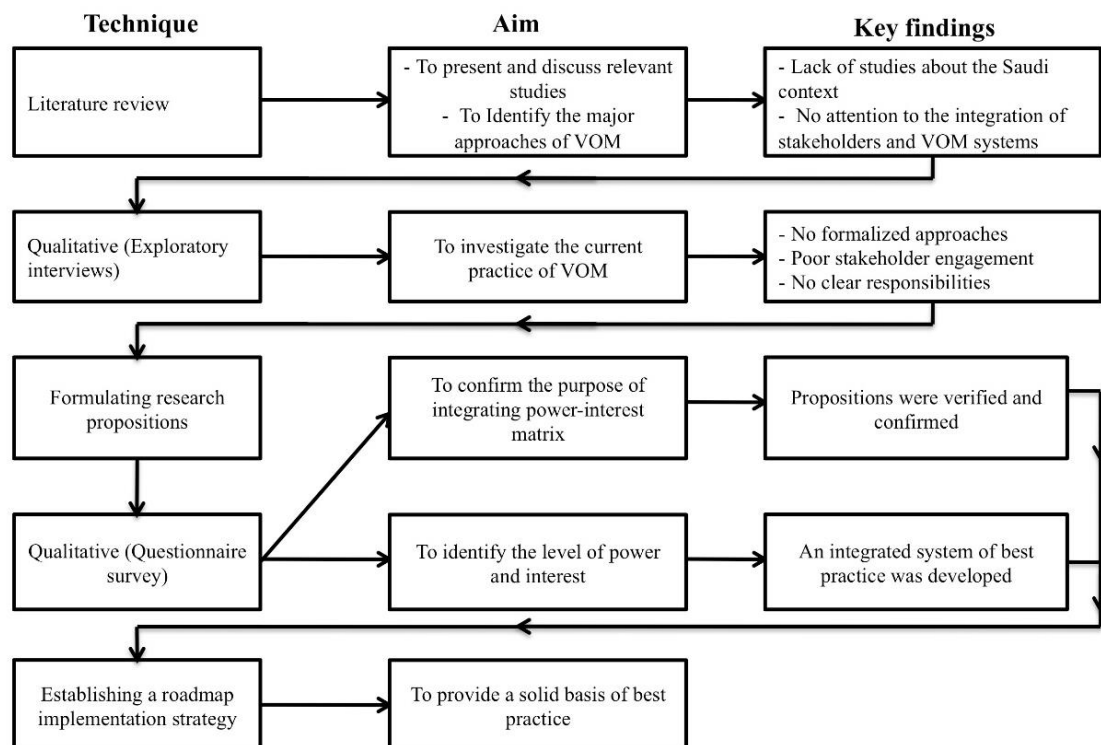 Technique
Aim
Key findings
Literature review
- To present and discuss relevant
studies
- To Identify the major
approaches of VOM
- Lack of studies about the Saudi
context
- No attention to the integration of
stakeholders and VOM systems
Qualitative (Exploratory
interviews)
To investigate the current
practice of VOM
- No formalized approaches
- Poor stakeholder engagement
- No clear responsibilities
Formulating research
propositions
To confirm the purpose of
integrating power-interest
matrix
Propositions were verified and
confirmed
Qualitative (Questionnaire
survey)
To identify the level of power
and interest
An integrated system of best
practice was developed
Establishing a roadmap
implementation strategy
To provide a solid basis of best
practice